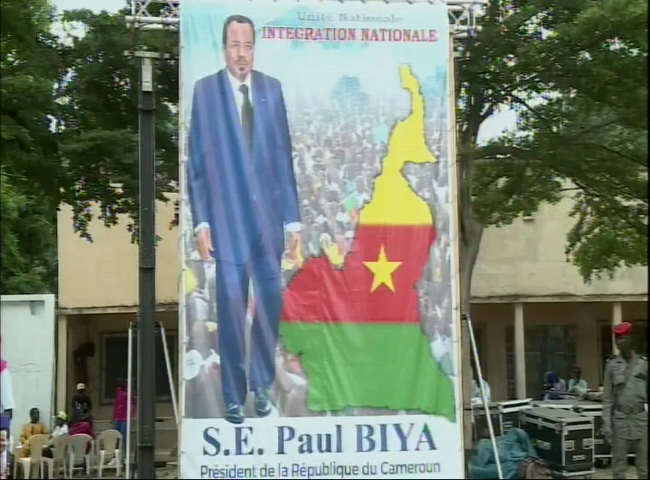 Unité Nationale
INTEGRATION NATIONALE
S.E. Paul BIYA
Président de la République du Cameroun